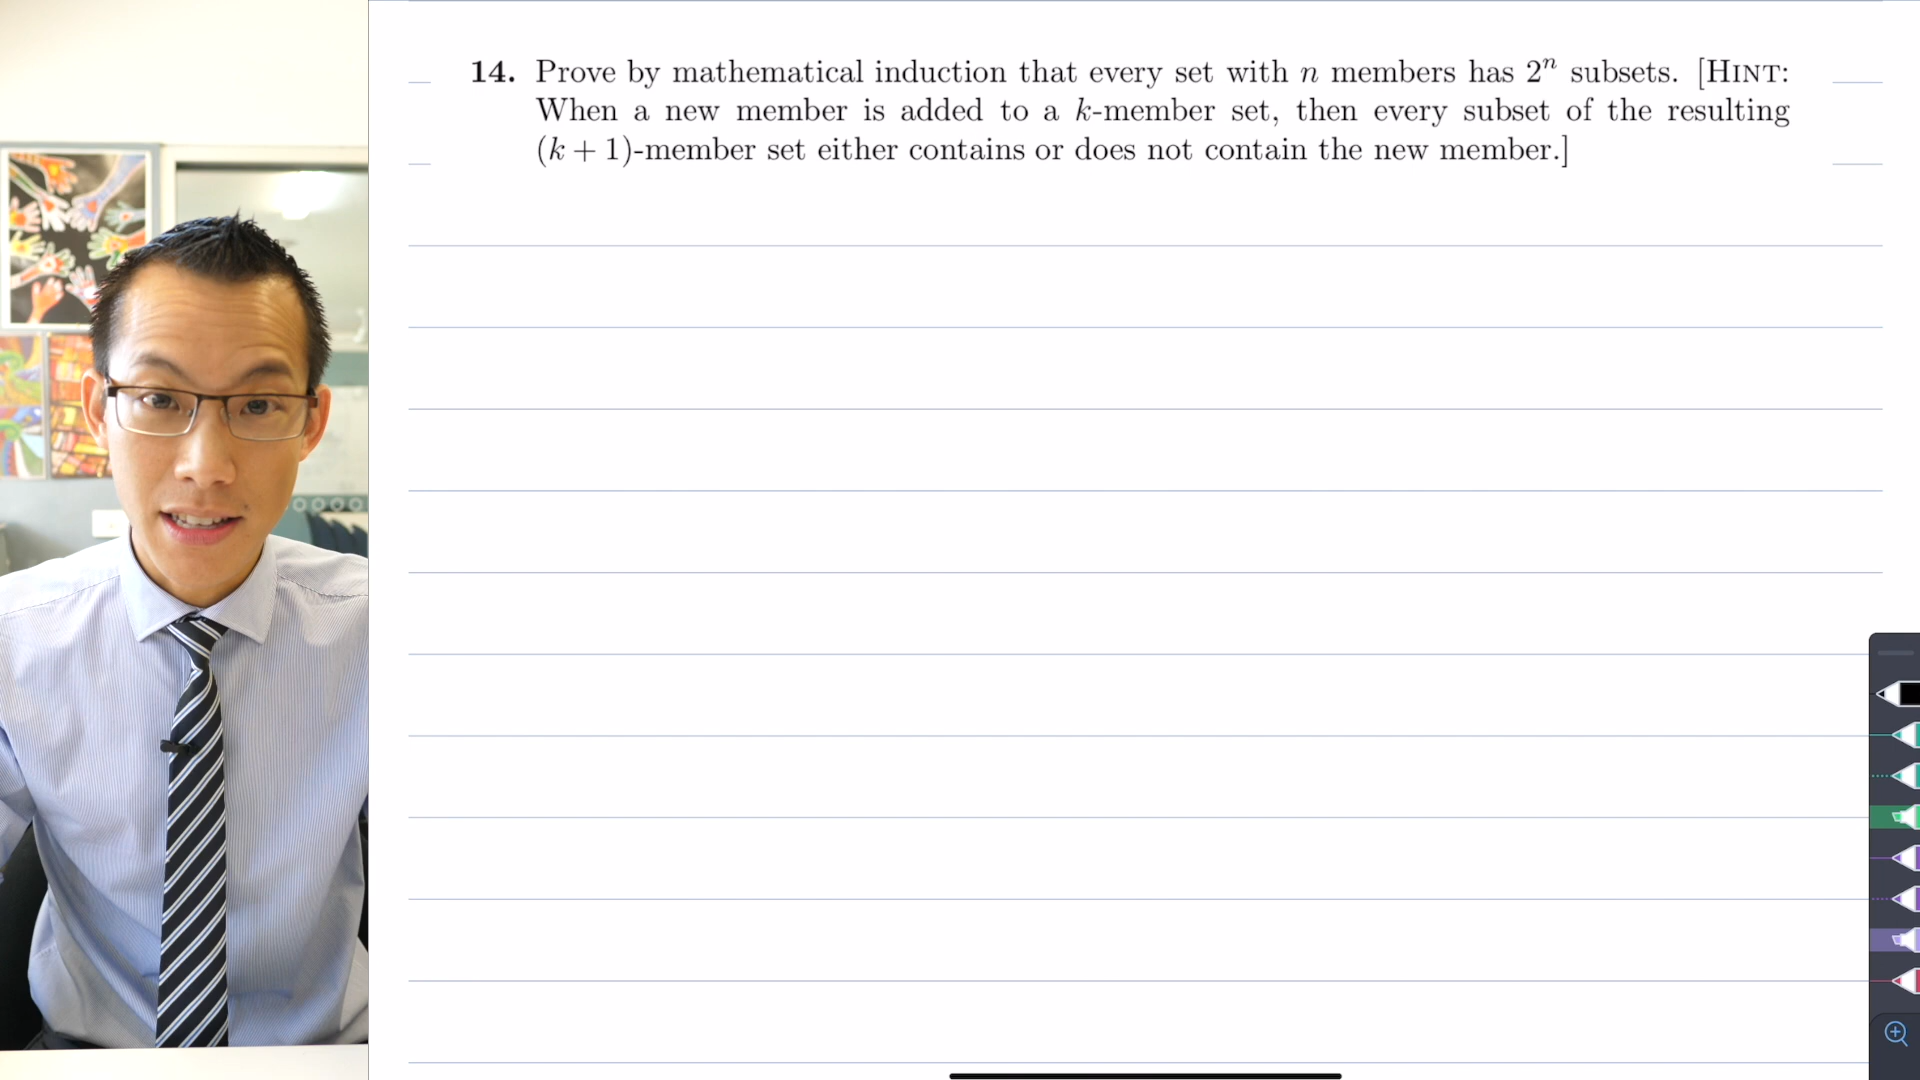 14. Prove by mathematical induction that every set with n members has 2ⁿ subsets. [HINT:
When a new member is added to a k-member set, then every subset of the resulting
(k + 1)-member set either contains or does not contain the new member.]